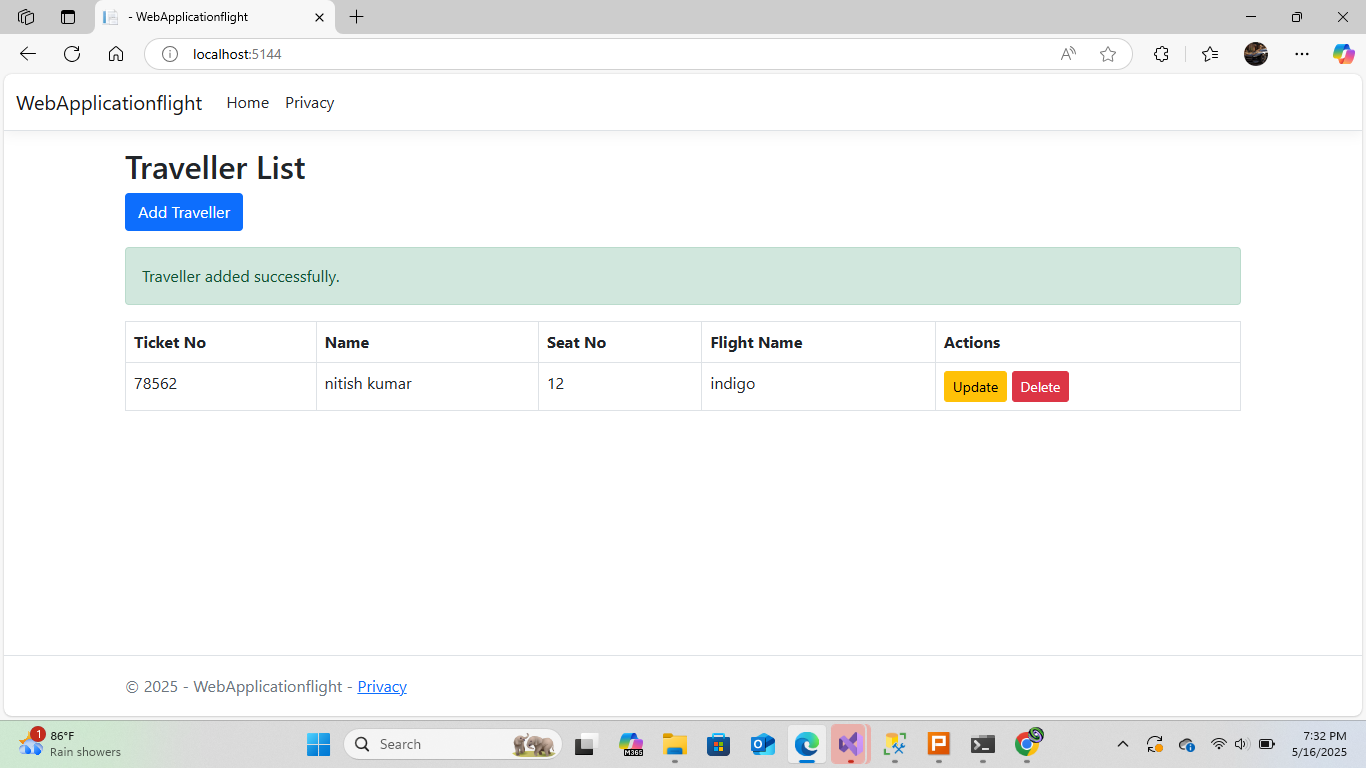 - WebApplicationflight
localhost:5144
WebApplicationflight Home Privacy
Traveller List
Add Traveller
Traveller added successfully.
Ticket No Name Seat No Flight Name Actions
78562 nitish kumar 12 indigo Update Delete
© 2025 - WebApplicationflight - Privacy
1
86°F
Rain showers
Search
M365
7:32 PM
5/16/2025